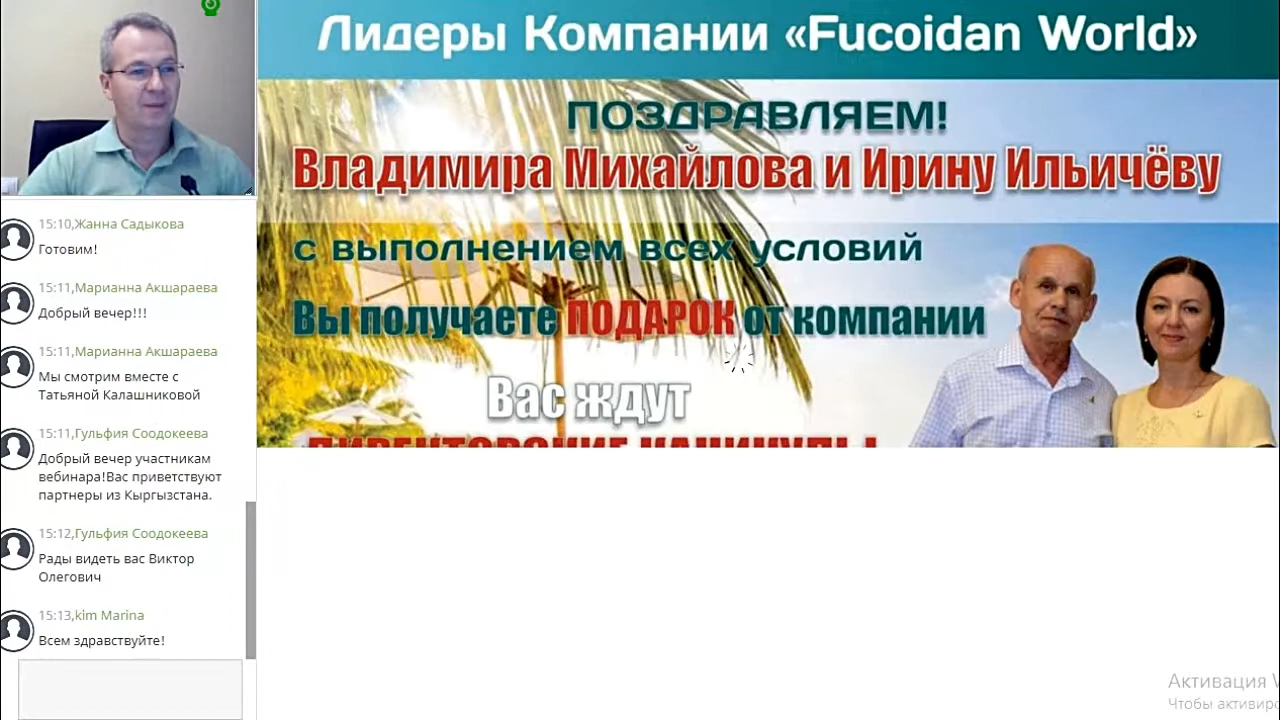 Лидеры Компании «Fucoidan World»
ПОЗДРАВЛЯЕМ!
Владимира Михайлова и Ирину Ильичёву
с выполнением всех условий
Вы получаете ПОДАРОК от компании
Вас ждут
ДИРЕКТОРСКИЕ КАНИКУЛЫ
15:10,Жанна Садыкова
Готовим!
15:11,Марианна Акшараева
Добрый вечер!!!
15:11,Марианна Акшараева
Мы смотрим вместе с
Татьяной Калашниковой
15:11,Гульфия Соодокеева
Добрый вечер участникам
вебинара!Вас приветствуют
партнеры из Кыргызстана.
15:12,Гульфия Соодокеева
Рады видеть вас Виктор
Олегович
15:13,kim Marina
Всем здравствуйте!
Активация
Чтобы